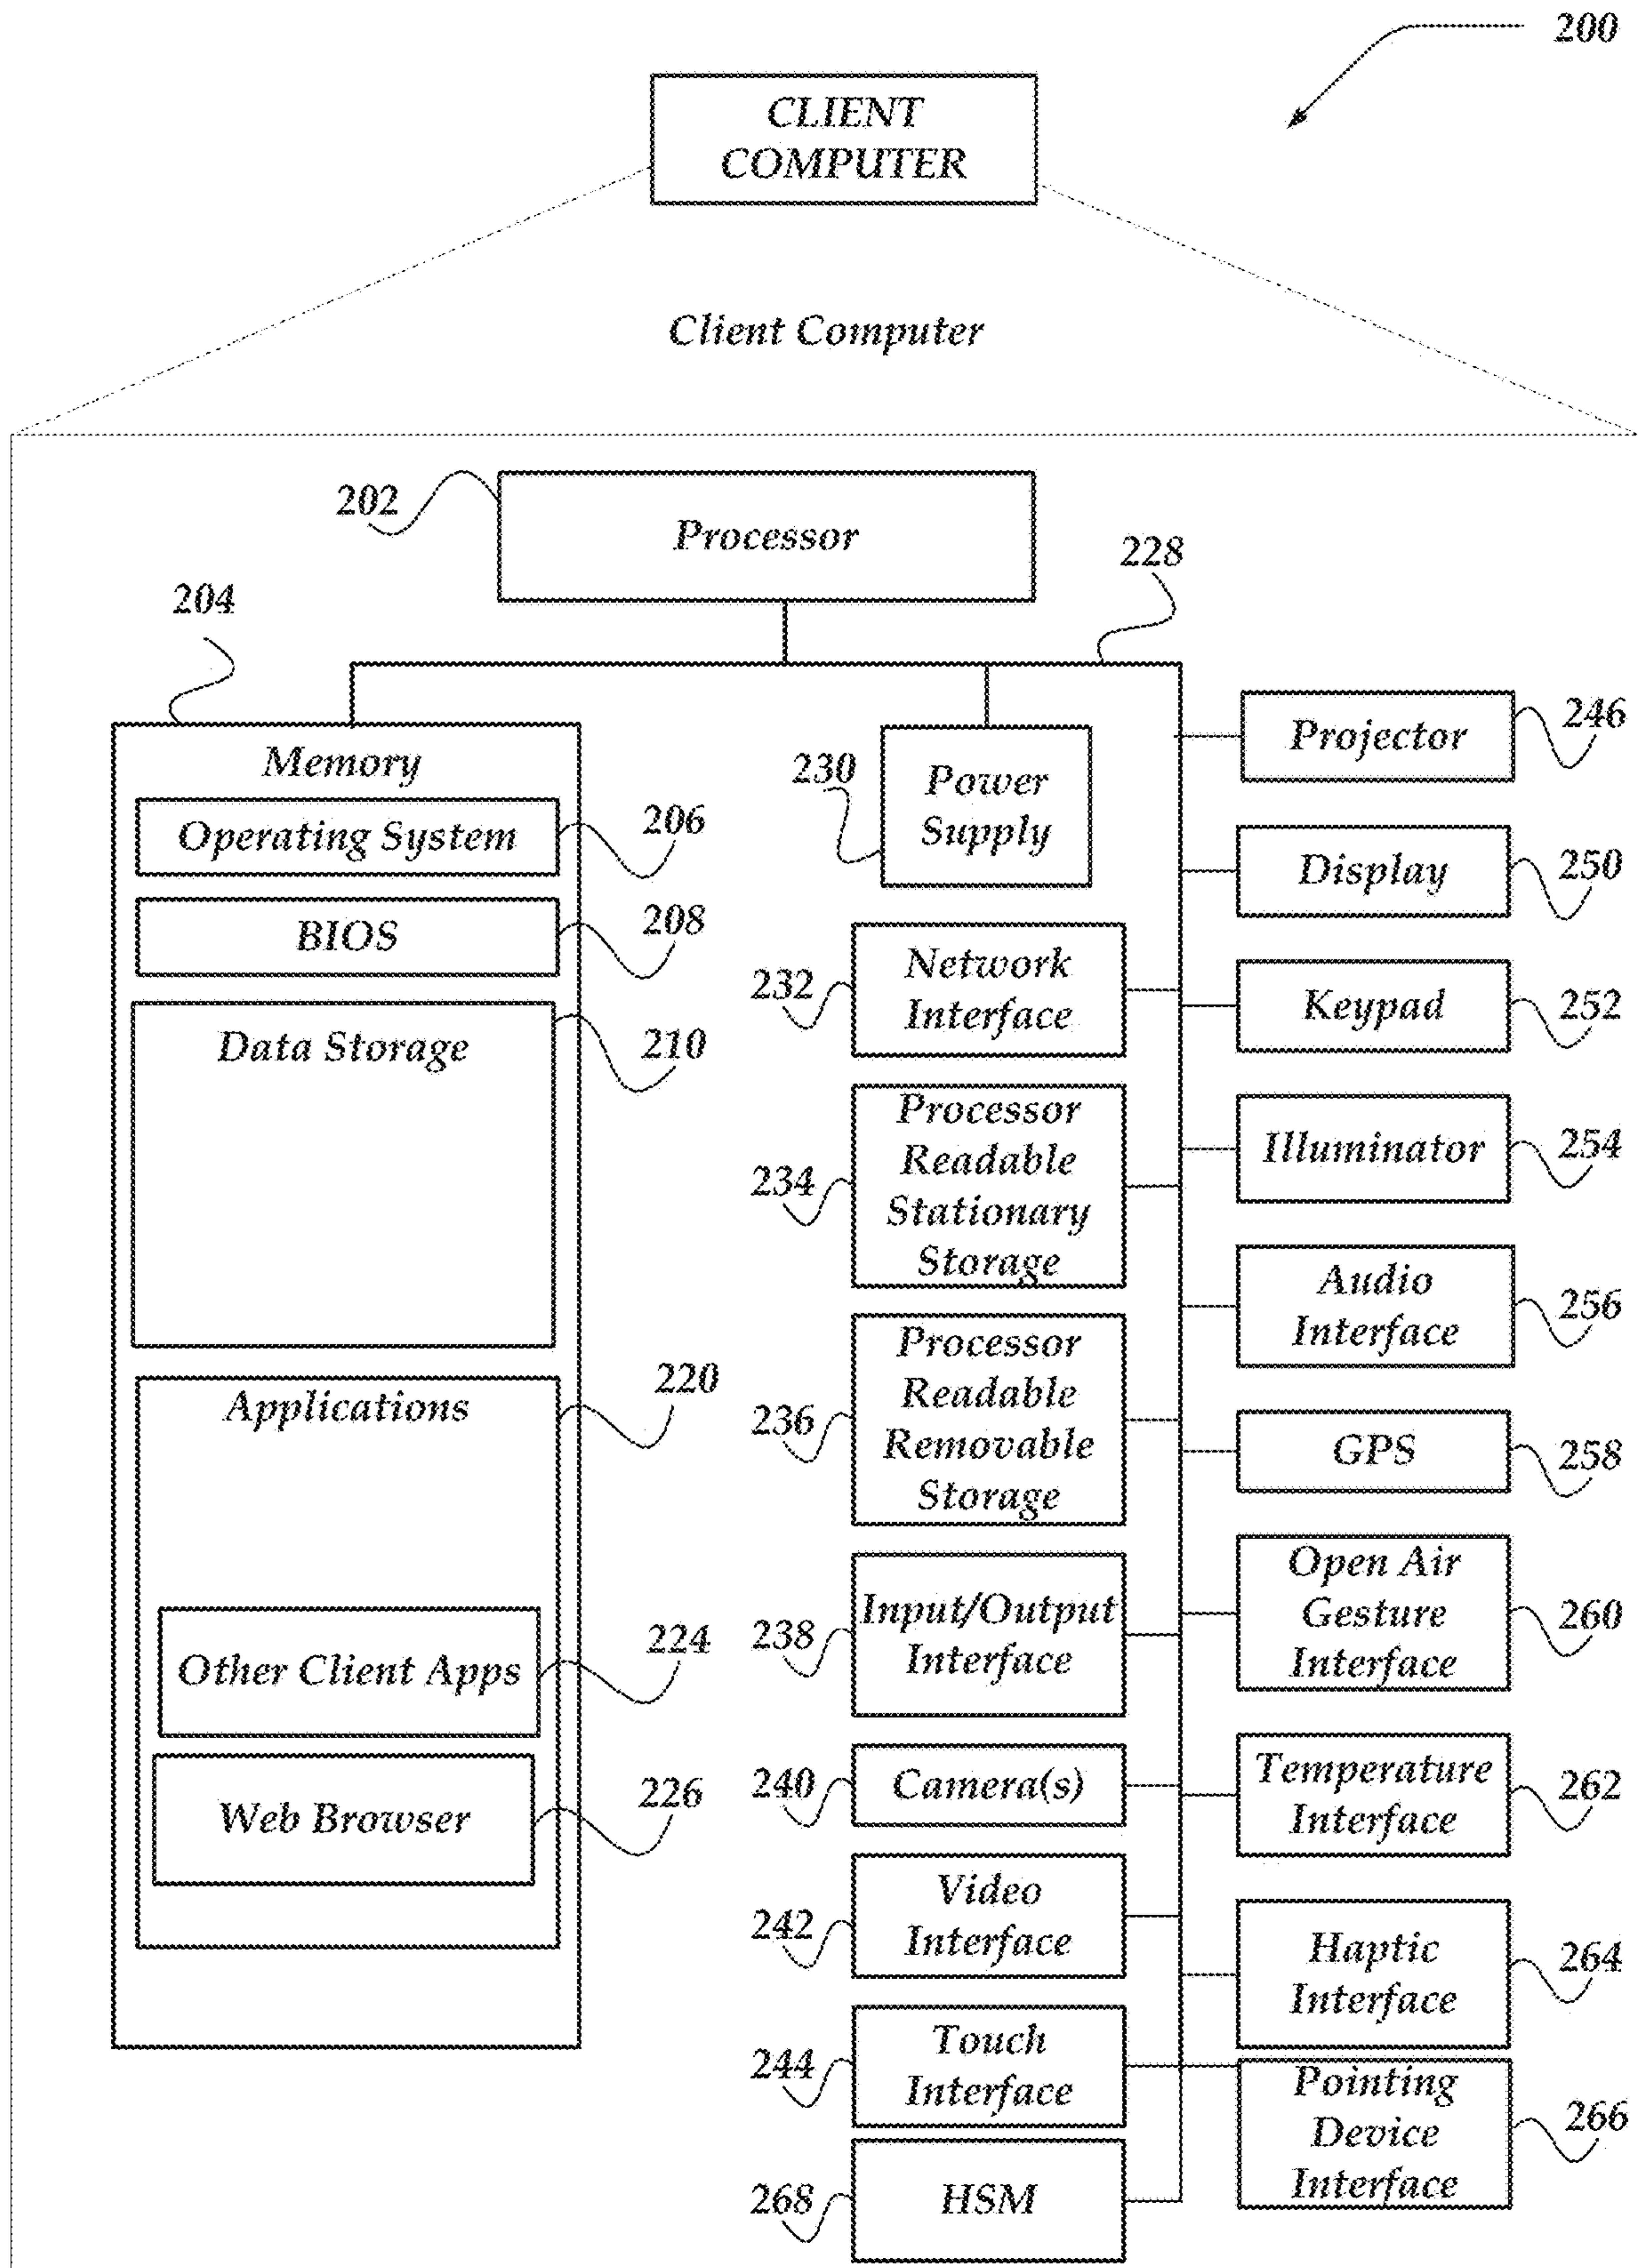 200
CLIENT
COMPUTER
Client Computer
202
Processor
228
204
Memory
Operating System
206
BIOS
208
Data Storage
210
Applications
220
Other Client Apps
224
Web Browser
226
230
Power
Supply
232
Network
Interface
234
Processor
Readable
Stationary
Storage
236
Processor
Readable
Removable
Storage
238
Input/Output
Interface
240
Camera(s)
242
Video
Interface
244
Touch
Interface
268
HSM
Projector
246
Display
250
Keypad
252
Illuminator
254
Audio
Interface
256
GPS
258
Open Air
Gesture
Interface
260
Temperature
Interface
262
Haptic
Interface
264
Pointing
Device
Interface
266